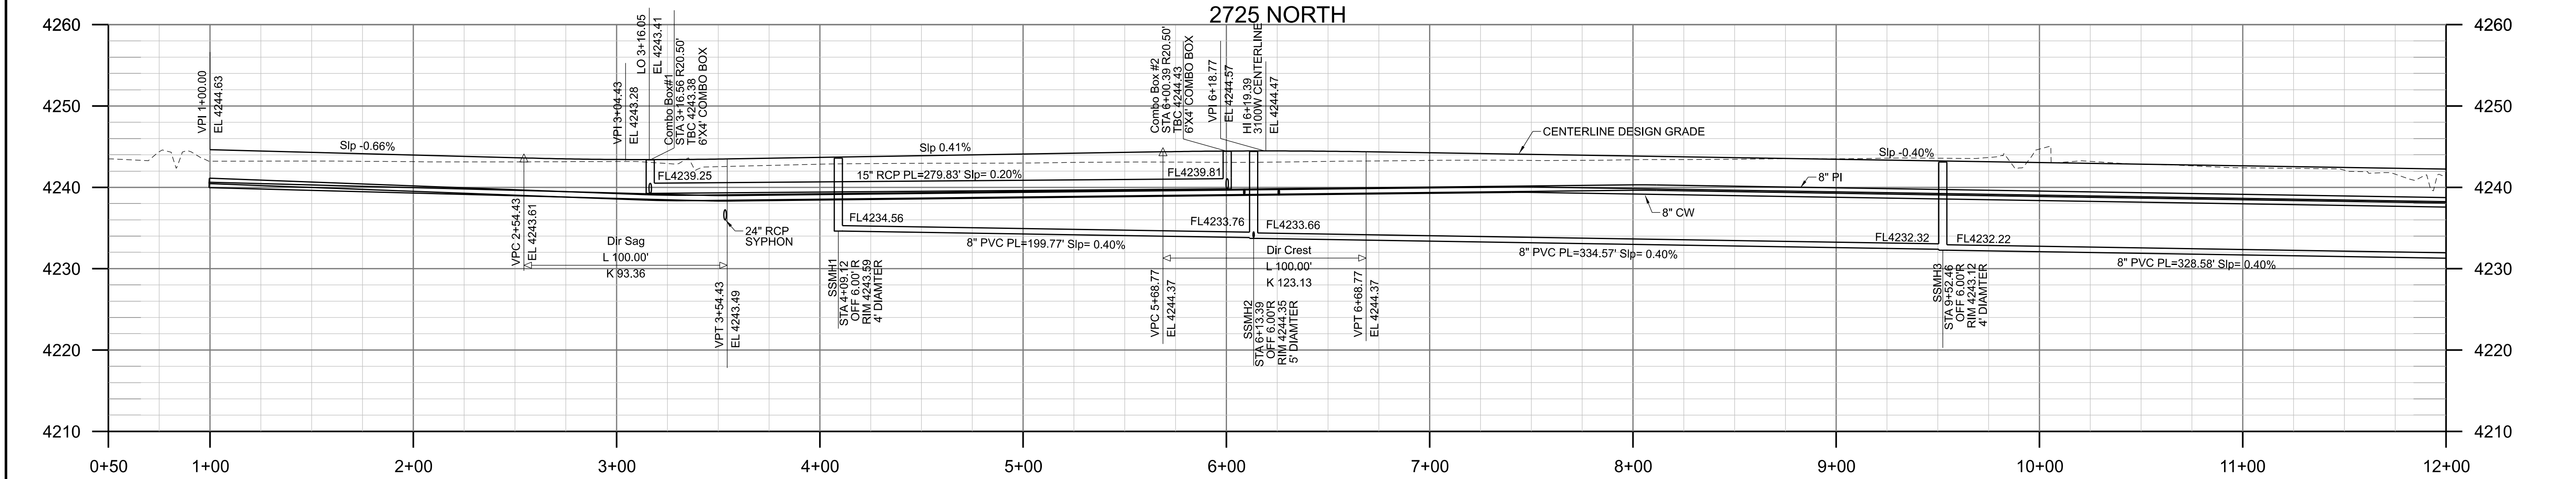 2725 NORTH
4260
4250
4240
4230
4220
4210
4260
4250
4240
4230
4220
4210
VPI 1+00.00
EL 4244.63
Slp -0.66%
VPC 2+54.43
EL 4243.61
VPI 3+04.43
EL 4243.28
LO 3+16.05
EL 4243.41
Combo Box#1
STA 3+16.56 R20.50'
TBC 4243.38
6'X4' COMBO BOX
FL4239.25
24" RCP
SYPHON
Dir Sag
L 100.00'
K 93.36
VPT 3+54.43
EL 4243.49
Slp 0.41%
15" RCP PL=279.83' Slp= 0.20%
FL4239.81
SSMH1
STA 4+09.12
OFF 6.00' R
RIM 4243.59
4' DIAMTER
FL4234.56
8" PVC PL=199.77' Slp= 0.40%
FL4233.76
Combo Box #2
STA 6+00.39 R20.50'
TBC 4244.43
6'X4' COMBO BOX
VPI 6+18.77
EL 4244.57
HI 6+19.39
3100W CENTERLINE
EL 4244.47
VPC 5+68.77
EL 4244.37
Dir Crest
L 100.00'
K 123.13
FL4233.66
SSMH2
STA 6+13.39
OFF 6.00'R
RIM 4244.35
5' DIAMTER
VPT 6+68.77
EL 4244.37
CENTERLINE DESIGN GRADE
8" PVC PL=334.57' Slp= 0.40%
8" PI
8" CW
Slp -0.40%
FL4232.32
FL4232.22
SSMH3
STA 9+52.46
OFF 6.00'R
RIM 4243.12
4' DIAMTER
8" PVC PL=328.58' Slp= 0.40%
0+50
1+00
2+00
3+00
4+00
5+00
6+00
7+00
8+00
9+00
10+00
11+00
12+00